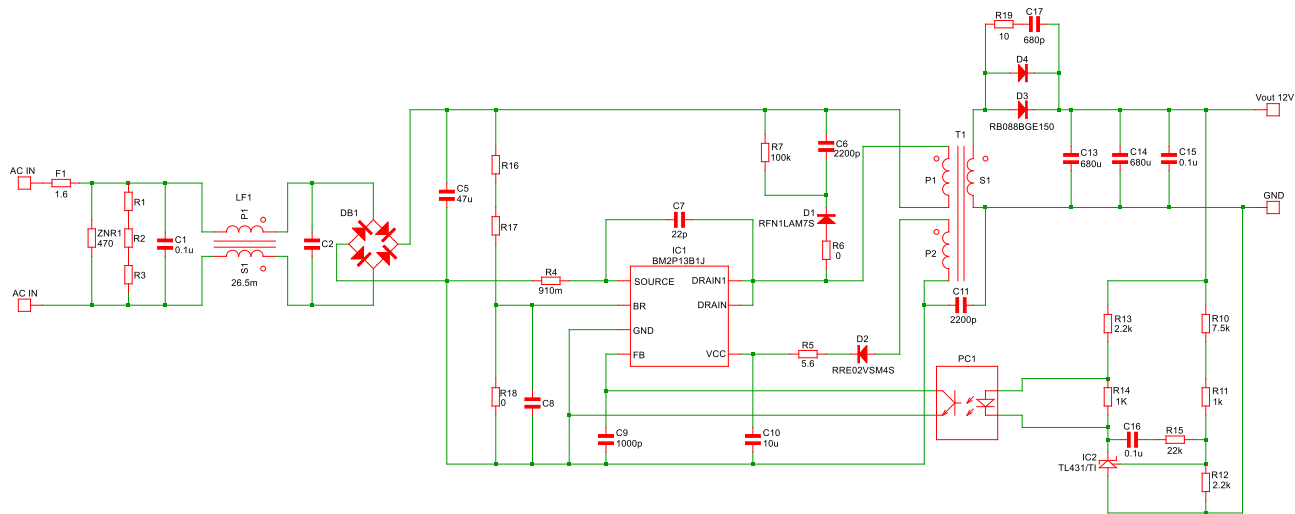 R19
10
C17
680p
D4
D3
RB088BGE150
Vout 12V
AC IN
F1
1.6
ZNR1
470
R1
R2
R3
C1
0.1u
LF1
P1
S1
26.5m
C2
DB1
AC IN
C5
47u
R16
R17
R18
0
C8
R4
910m
C7
22p
IC1
BM2P13B1J
SOURCE
BR
GND
FB
DRAIN1
DRAIN
VCC
R7
100k
C6
2200p
D1
RFN1LAM7S
R6
0
T1
P1
S1
P2
C11
2200p
C13
680u
C14
680u
C15
0.1u
GND
R5
5.6
D2
RRE02VSM4S
C9
1000p
C10
10u
PC1
R13
2.2k
R10
7.5k
R14
1K
R11
1k
C16
0.1u
R15
22k
IC2
TL431/TI
R12
2.2k